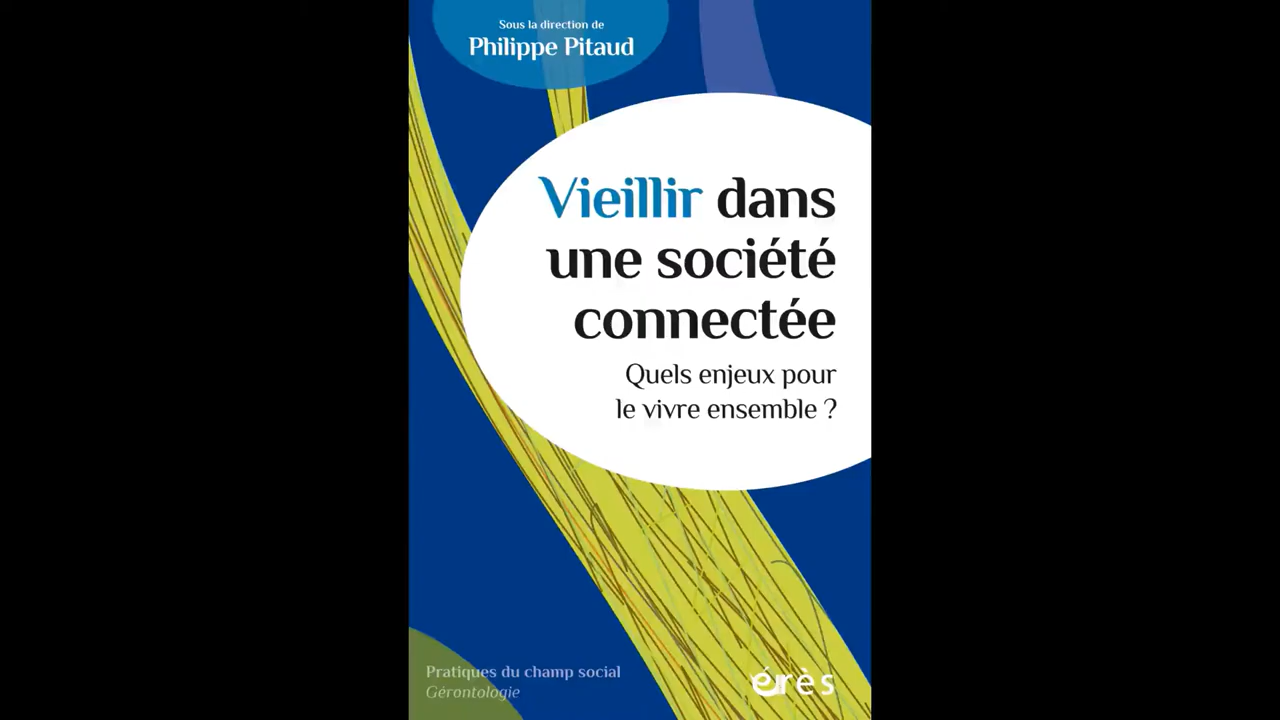 Sous la direction de
Philippe Pitaud
Vieillir dans
une société
connectée
Quels enjeux pour
le vivre ensemble ?
Pratiques du champ social
Gérontologie
érès